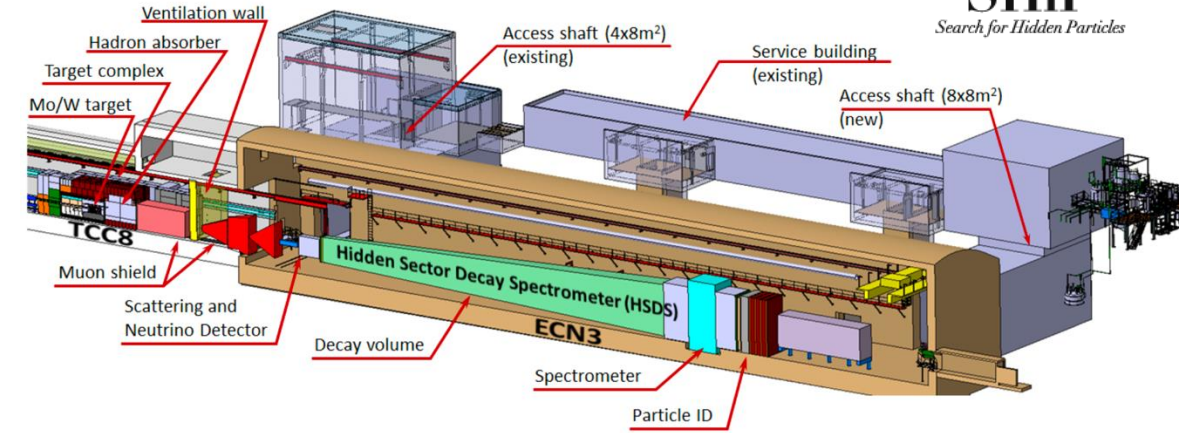 SHiP
Search for Hidden Particles
Ventilation wall
Hadron absorber
Target complex
Mo/W target
Access shaft (4x8m²)
(existing)
Service building
(existing)
Access shaft (8x8m²)
(new)
TCC8
Muon shield
Scattering and
Neutrino Detector
Hidden Sector Decay Spectrometer (HSDS)
Decay volume
ECN3
Spectrometer
Particle ID